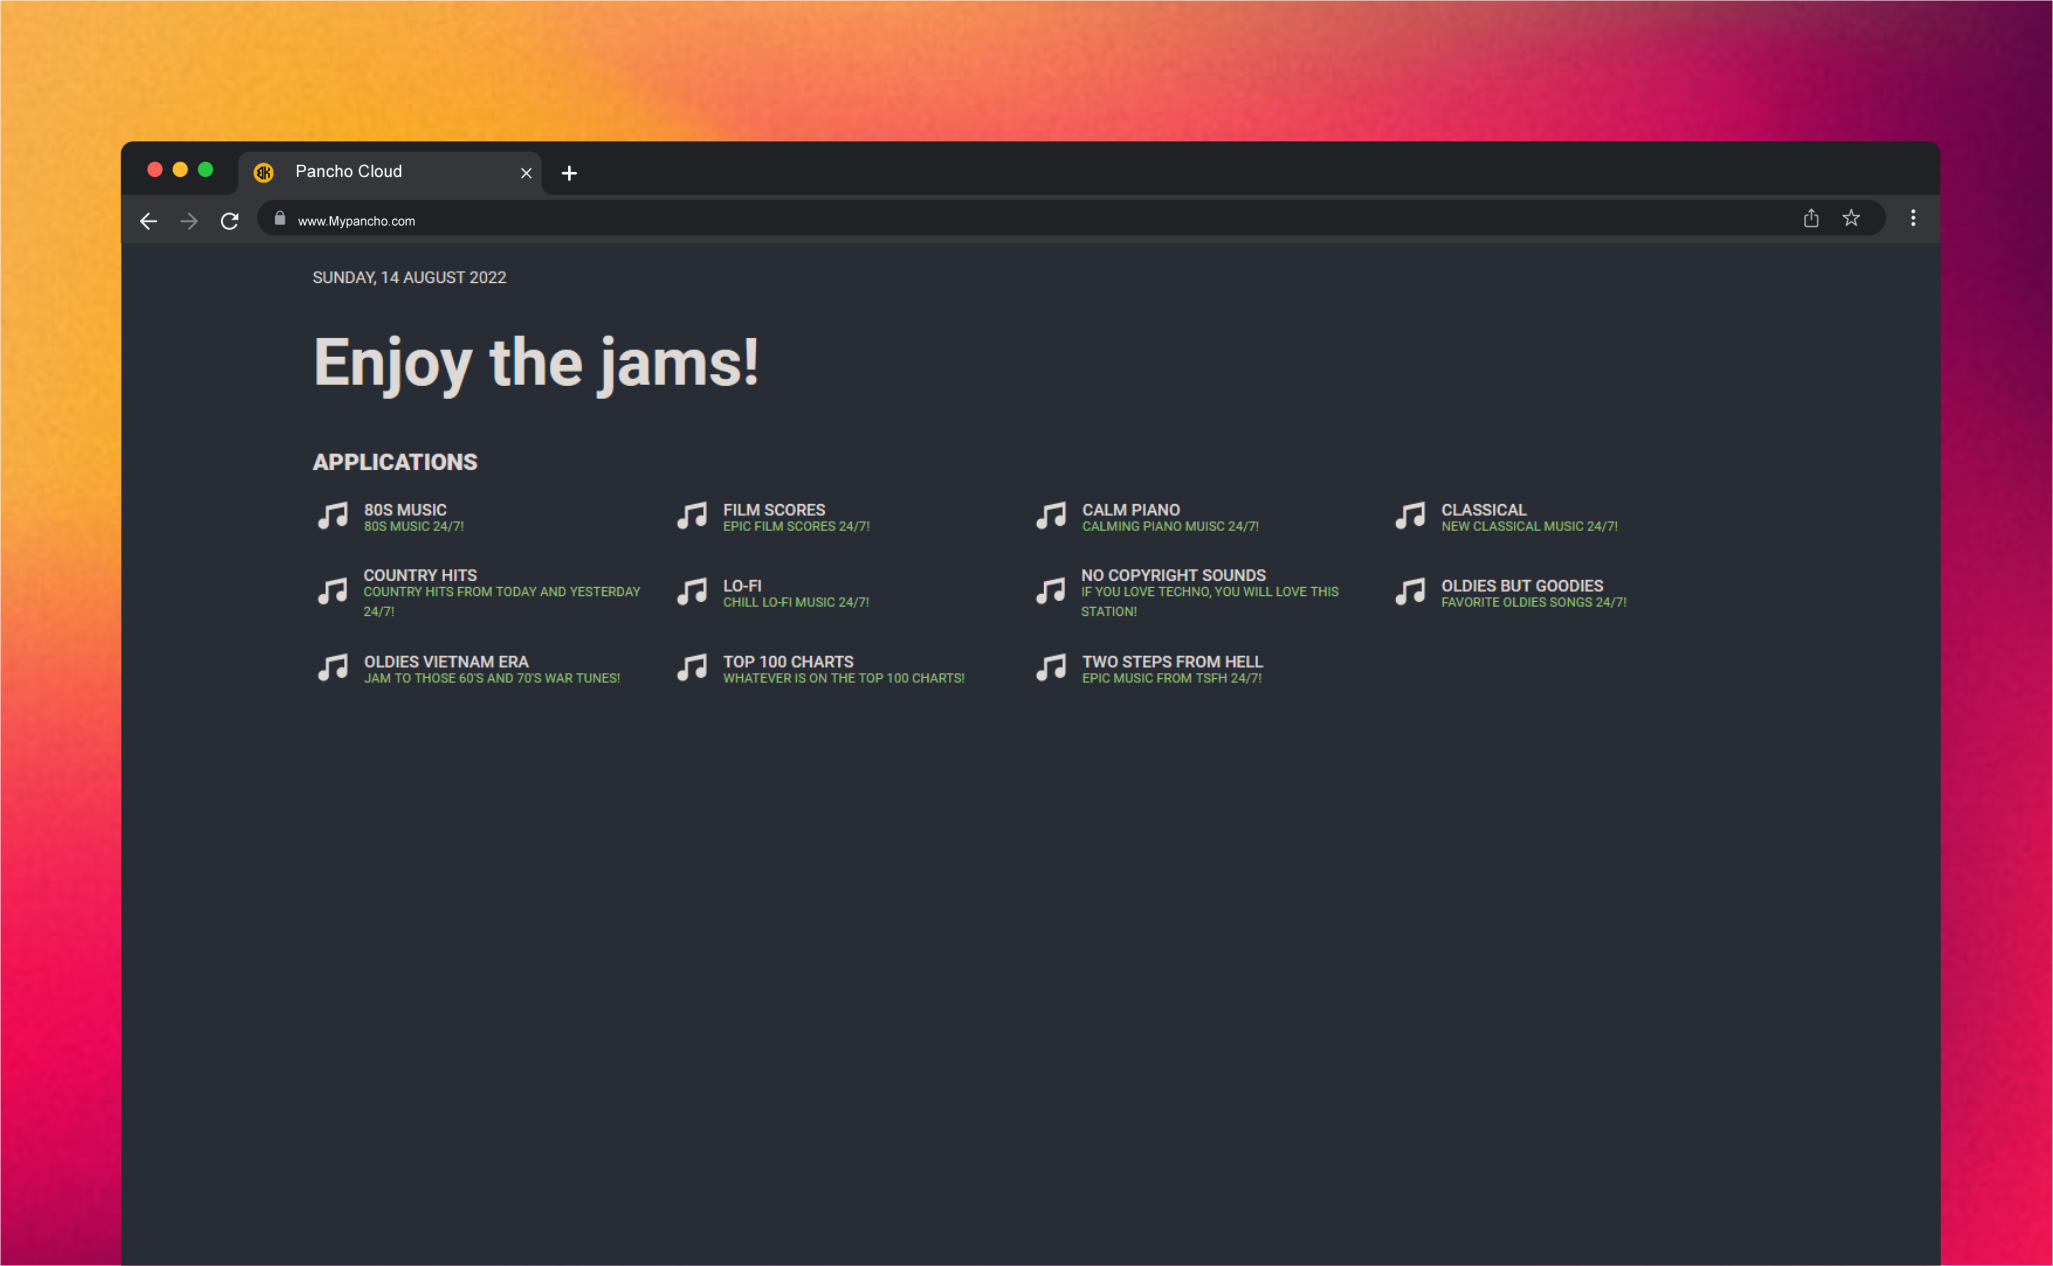 Pancho Cloud
www.Mypancho.com
SUNDAY, 14 AUGUST 2022
Enjoy the jams!
APPLICATIONS
80S MUSIC
80S MUSIC 24/7!
FILM SCORES
EPIC FILM SCORES 24/7!
CALM PIANO
CALMING PIANO MUISC 24/7!
CLASSICAL
NEW CLASSICAL MUSIC 24/7!
COUNTRY HITS
COUNTRY HITS FROM TODAY AND YESTERDAY
24/7!
LO-FI
CHILL LO-FI MUSIC 24/7!
NO COPYRIGHT SOUNDS
IF YOU LOVE TECHNO, YOU WILL LOVE THIS
STATION!
OLDIES BUT GOODIES
FAVORITE OLDIES SONGS 24/7!
OLDIES VIETNAM ERA
JAM TO THOSE 60'S AND 70'S WAR TUNES!
TOP 100 CHARTS
WHATEVER IS ON THE TOP 100 CHARTS!
TWO STEPS FROM HELL
EPIC MUSIC FROM TSFH 24/7!